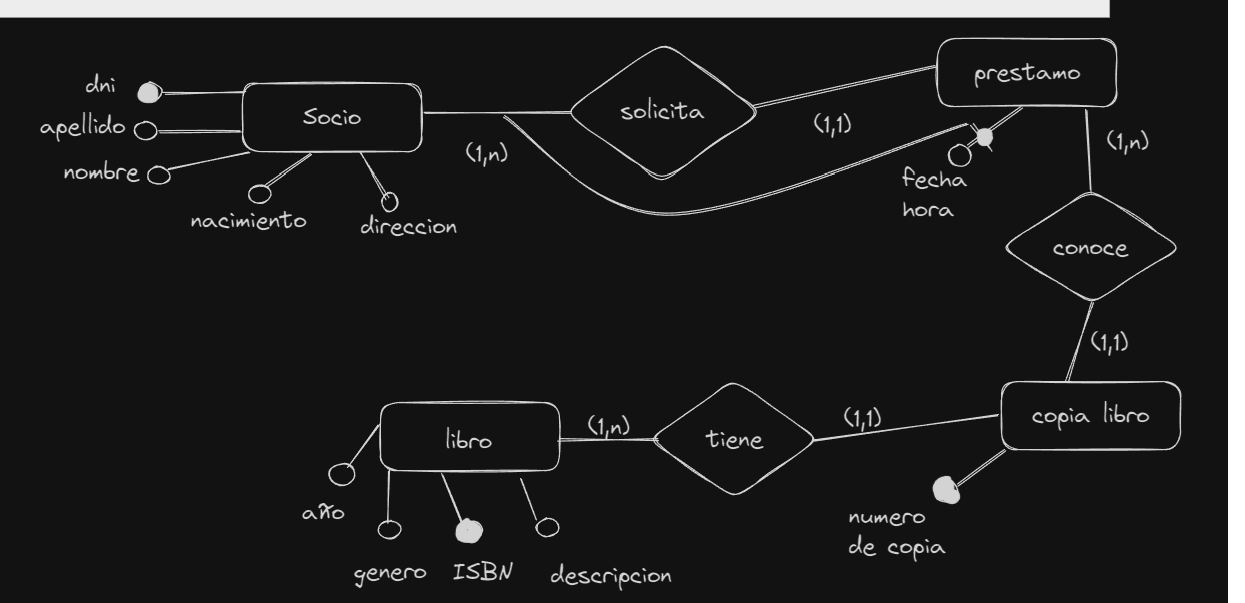 dni
apellido
nombre
nacimiento
direccion
Socio
(1,n)
solicita
(1,1)
prestamo
fecha
hora
(1,n)
conoce
(1,1)
copia libro
numero
de copia
(1,1)
tiene
(1,n)
libro
año
genero
ISBN
descripcion